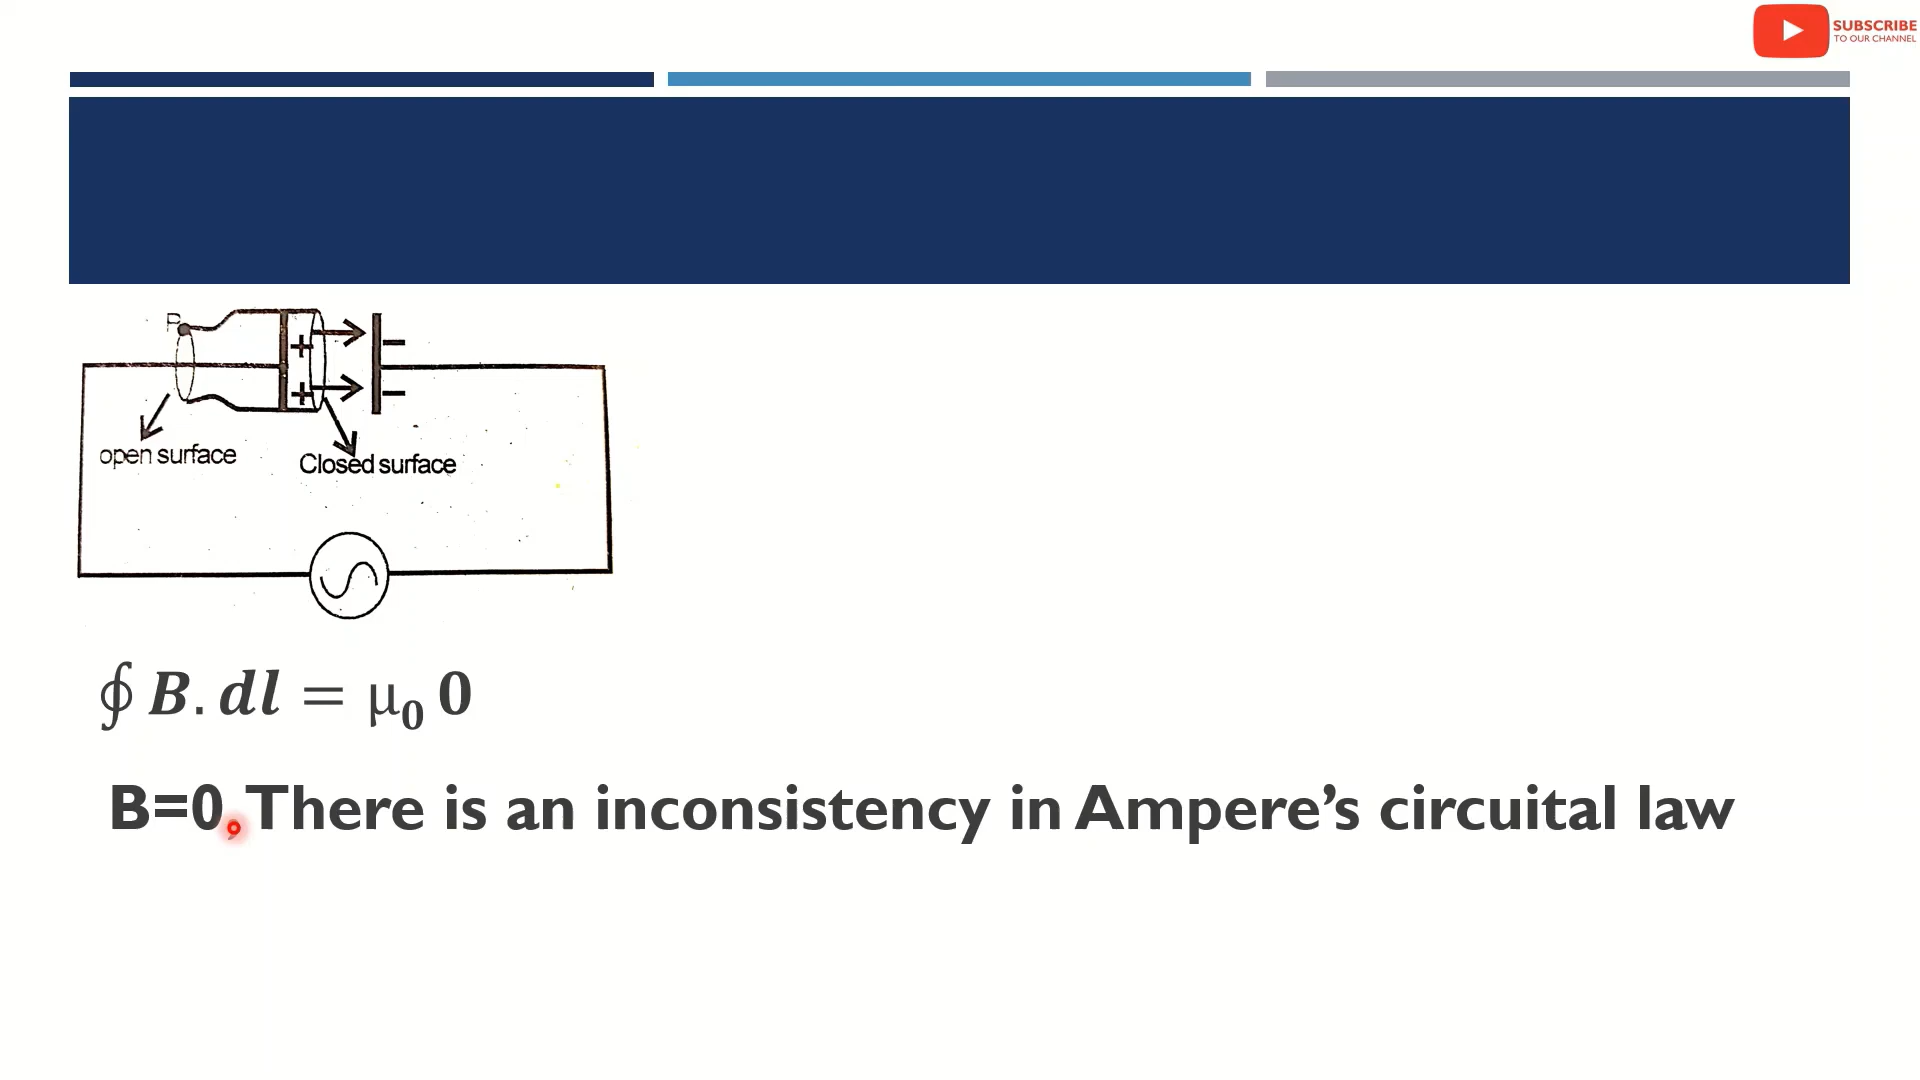 SUBSCRIBE
TO OUR CHANNEL
P
+
+
open surface
Closed surface
∮ B. dl = μ₀ 0
B=0, There is an inconsistency in Ampere’s circuital law